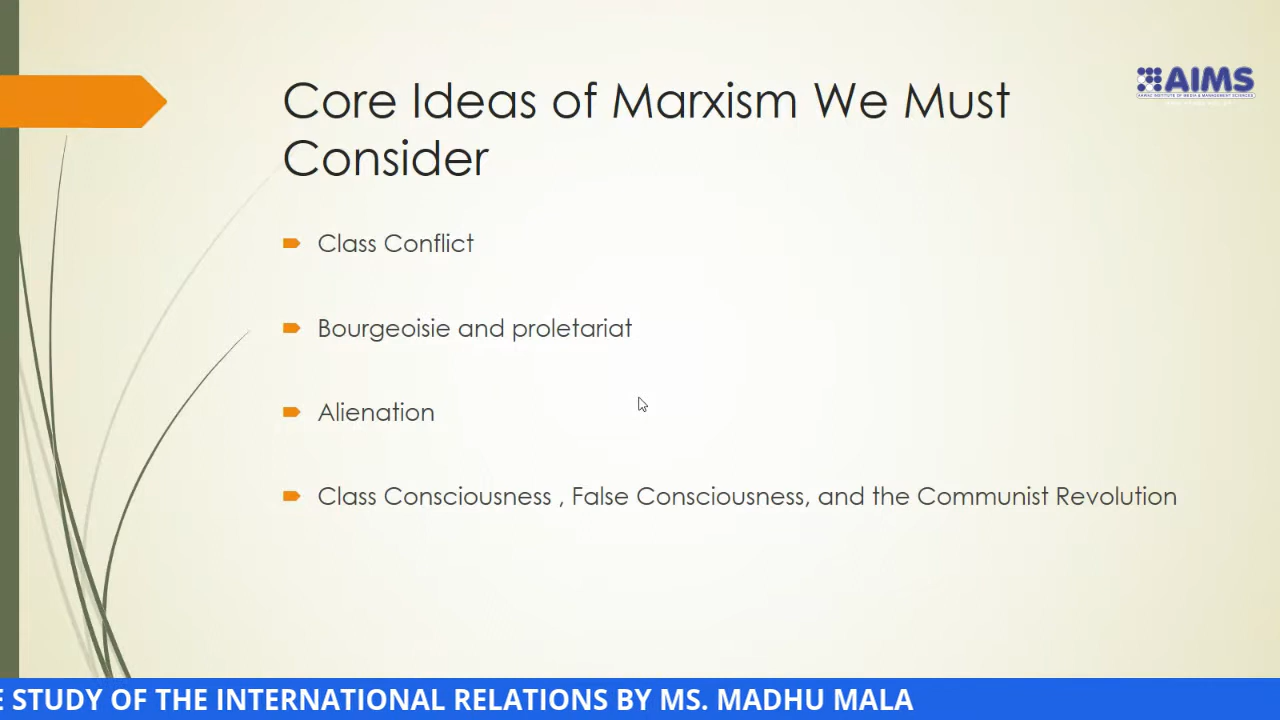 Core Ideas of Marxism We Must
Consider
AIMS
Class Conflict
Bourgeoisie and proletariat
Alienation
Class Consciousness , False Consciousness, and the Communist Revolution
E STUDY OF THE INTERNATIONAL RELATIONS BY MS. MADHU MALA